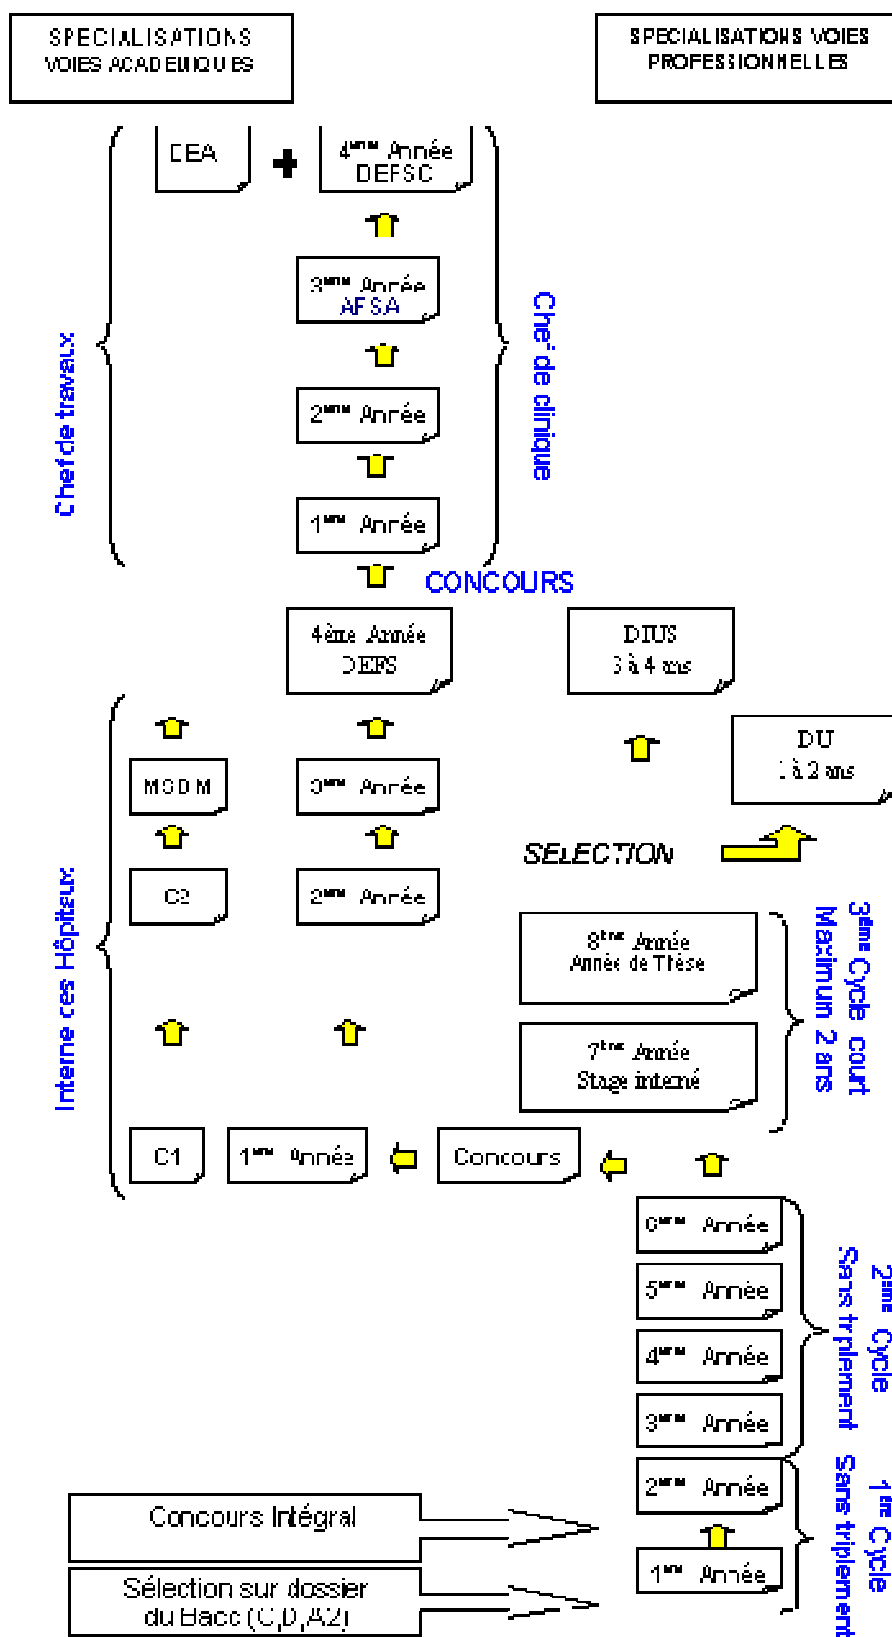 SPECIALISATIONS
VOIES ACADEMIQUES
SPECIALISATIONS VOIES
PROFESSIONNELLES
DEA
4ème Année
DEFSC
3ème Année
AFSA
2ème Année
1ème Année
Chef de travaux
Chef de clinique
CONCOURS
4ème Année
DEFS
DIUS
3 à 4 ans
DU
1 à 2 ans
MSDM
3ème Année
SELECTION
C2
2ème Année
8ème Année
Année de Thèse
7ème Année
Stage interné
3ème Cycle court
Maximum 2 ans
Interne des Hôpitaux
C1
1ème Année
Concours
6ème Année
5ème Année
4ème Année
3ème Année
2ème Cycle
Sans triplement
2ème Année
1ème Année
1ère Cycle
Sans triplement
Concours Intégral
Sélection sur dossier
du Bacc (C,D,A2)